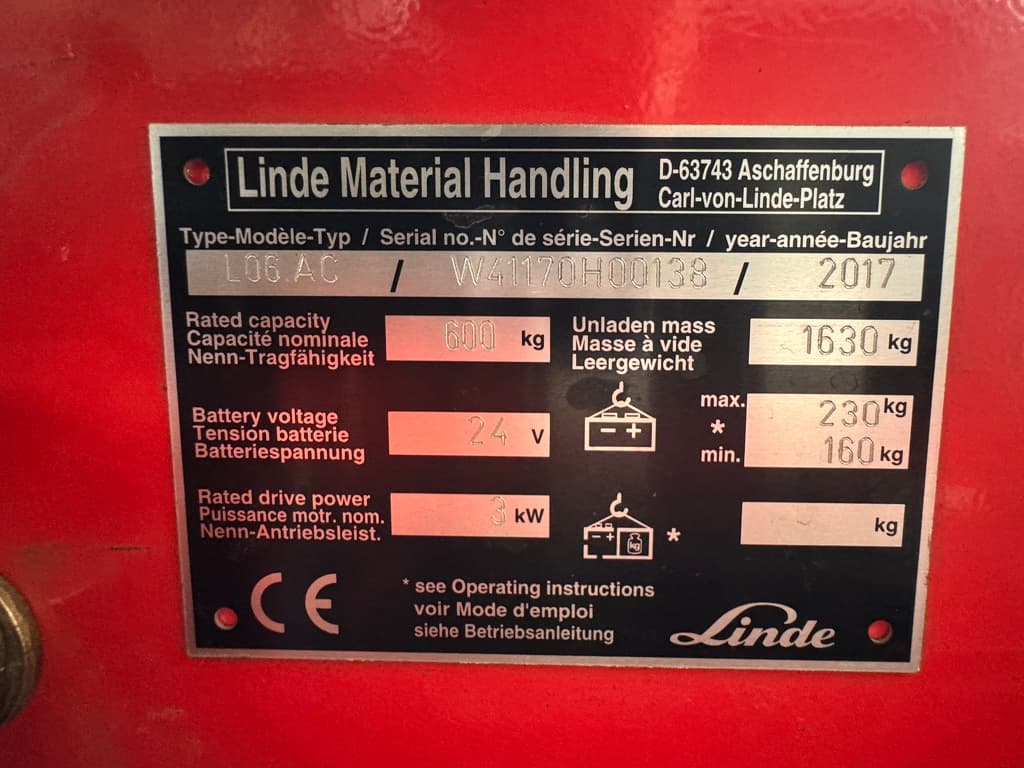 Linde Material Handling
D-63743 Aschaffenburg
Carl-von-Linde-Platz
Type-Modèle-Typ / Serial no.-N° de série-Serien-Nr / year-année-Baujahr
L06.AC / W41170H00138 / 2017
Rated capacity
Capacité nominale
Nenn-Tragfähigkeit
600 kg
Unladen mass
Masse à vide
Leergewicht
1630 kg
Battery voltage
Tension batterie
Batteriespannung
24 V
- +
max. 230 kg
*
min. 160 kg
Rated drive power
Puissance motr. nom.
Nenn-Antriebsleist.
3 kW
- + kg
* kg
CE
* see Operating instructions
voir Mode d'emploi
siehe Betriebsanleitung
Linde